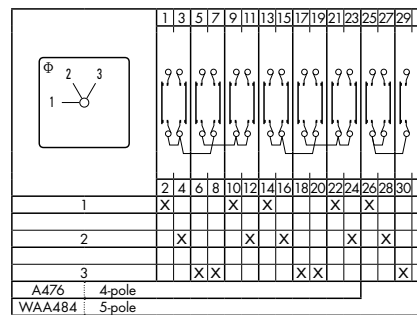 1 3 5 7 9 11 13 15 17 19 21 23 25 27 29
Φ 2 3
1
2 4 6 8 10 12 14 16 18 20 22 24 26 28 30
1 X X X X X
2 X X X X X
3 X X X X X
A476 4-pole
WAA484 5-pole